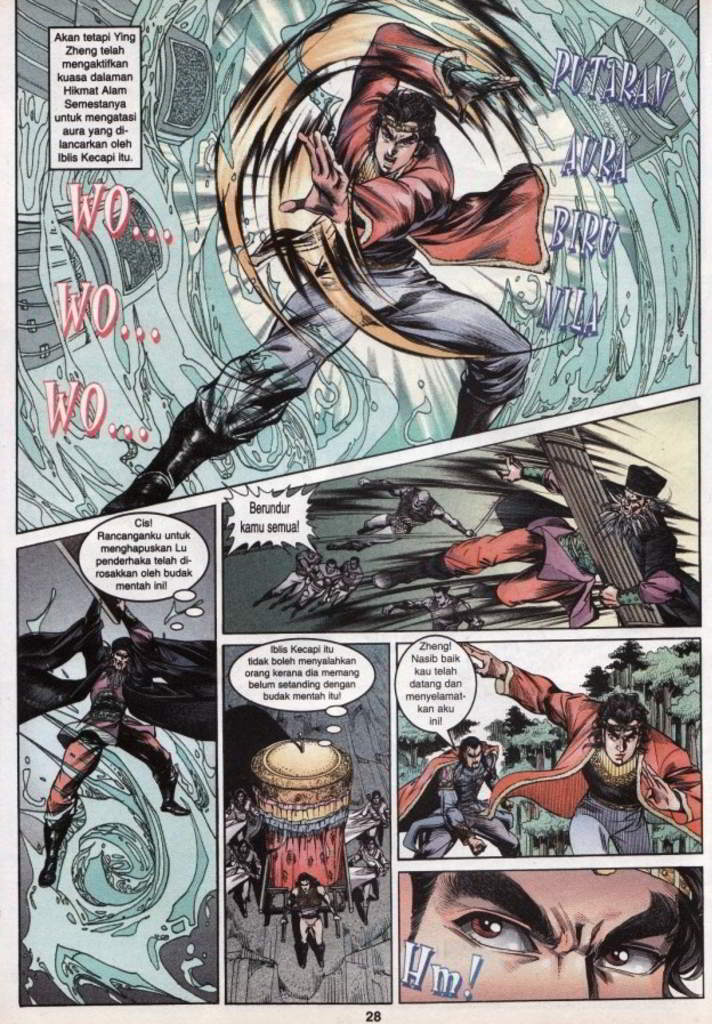 Akan tetapi Ying
Zheng telah
mengaktifkan
kuasa dalaman
Hikmat Alam
Semestanya
untuk mengatasi
aura yang di-
lancarkan oleh
Iblis Kecapi itu.
PUTARAN
AURA
BIRU
NILA
WO...
WO...
WO...
Berundur
kamu semua!
Cis!
Rancanganku untuk
menghapuskan Lu
penderhaka telah di-
rosakkan oleh budak
mentah ini!
Iblis Kecapi itu
tidak boleh menyalahkan
orang kerana dia memang
belum setanding dengan
budak mentah itu!
Zheng!
Nasib baik
kau telah
datang dan
menyelamat-
kan aku
ini!
Hm!
28